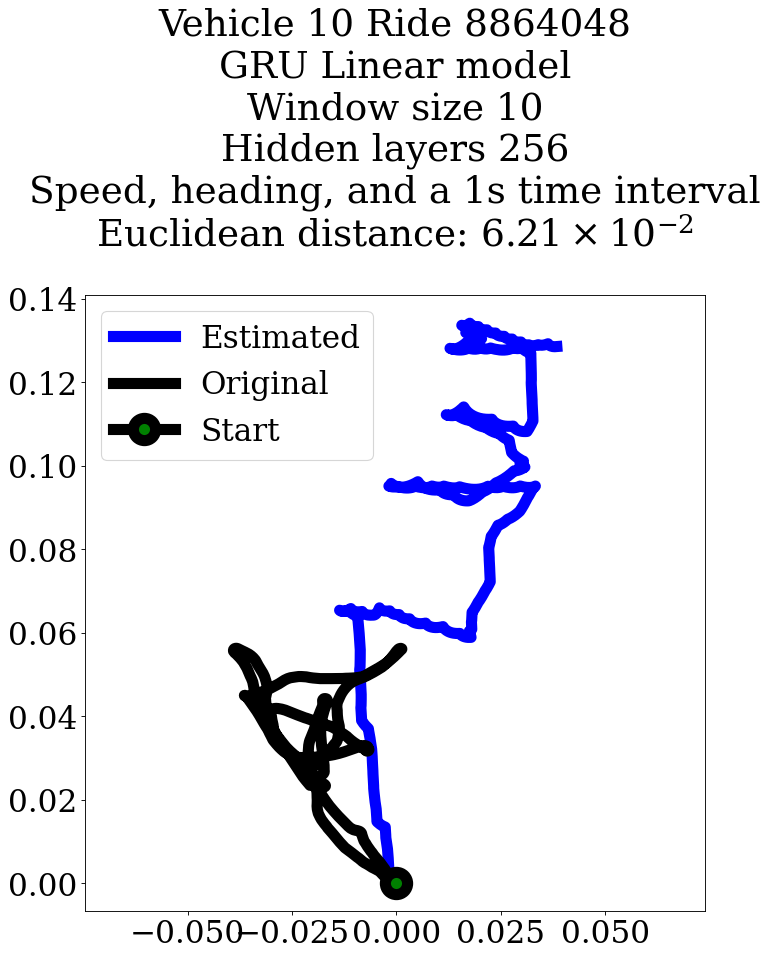 Vehicle 10 Ride 8864048
GRU Linear model
Window size 10
Hidden layers 256
Speed, heading, and a 1s time interval
Euclidean distance: 6.21 × 10⁻²
0.14
0.12
0.10
0.08
0.06
0.04
0.02
0.00
Estimated
Original
Start
−0.050 −0.025 0.000 0.025 0.050